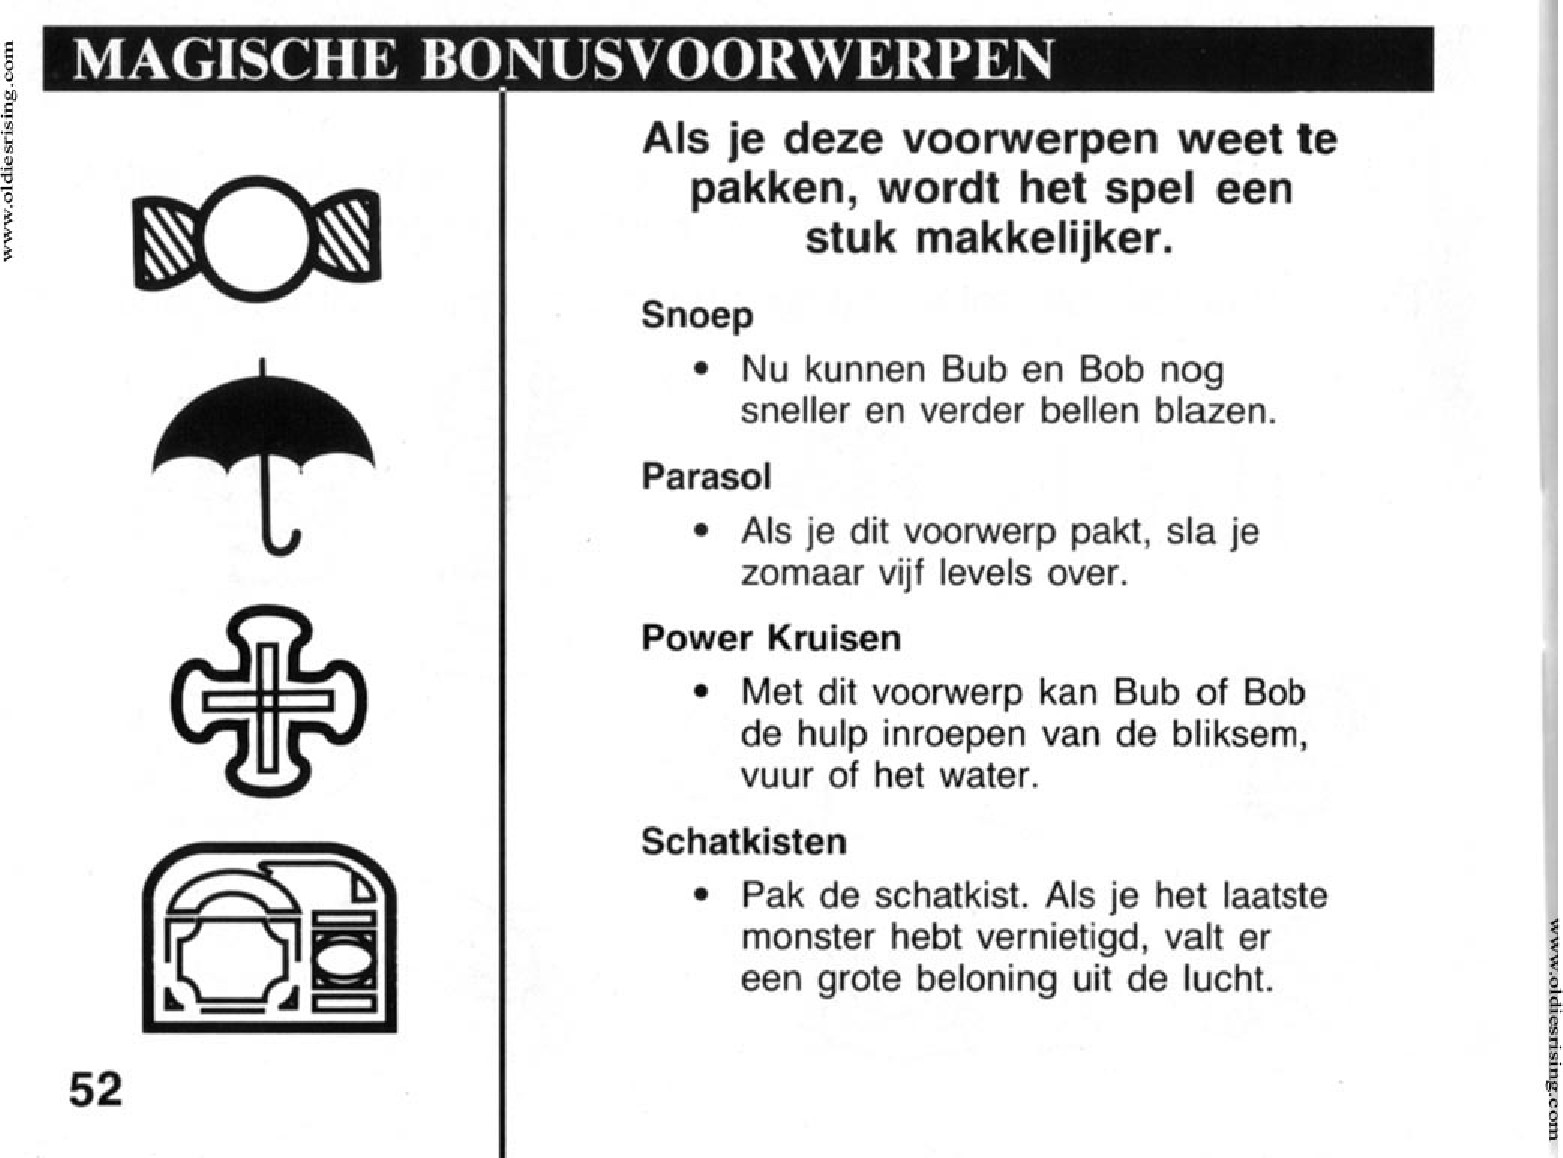 www.oldiesrising.com
MAGISCHE BONUSVOORWERPEN
Als je deze voorwerpen weet te
pakken, wordt het spel een
stuk makkelijker.
Snoep
• Nu kunnen Bub en Bob nog
sneller en verder bellen blazen.
Parasol
• Als je dit voorwerp pakt, sla je
zomaar vijf levels over.
Power Kruisen
• Met dit voorwerp kan Bub of Bob
de hulp inroepen van de bliksem,
vuur of het water.
Schatkisten
• Pak de schatkist. Als je het laatste
monster hebt vernietigd, valt er
een grote beloning uit de lucht.
52
www.oldiesrising.com